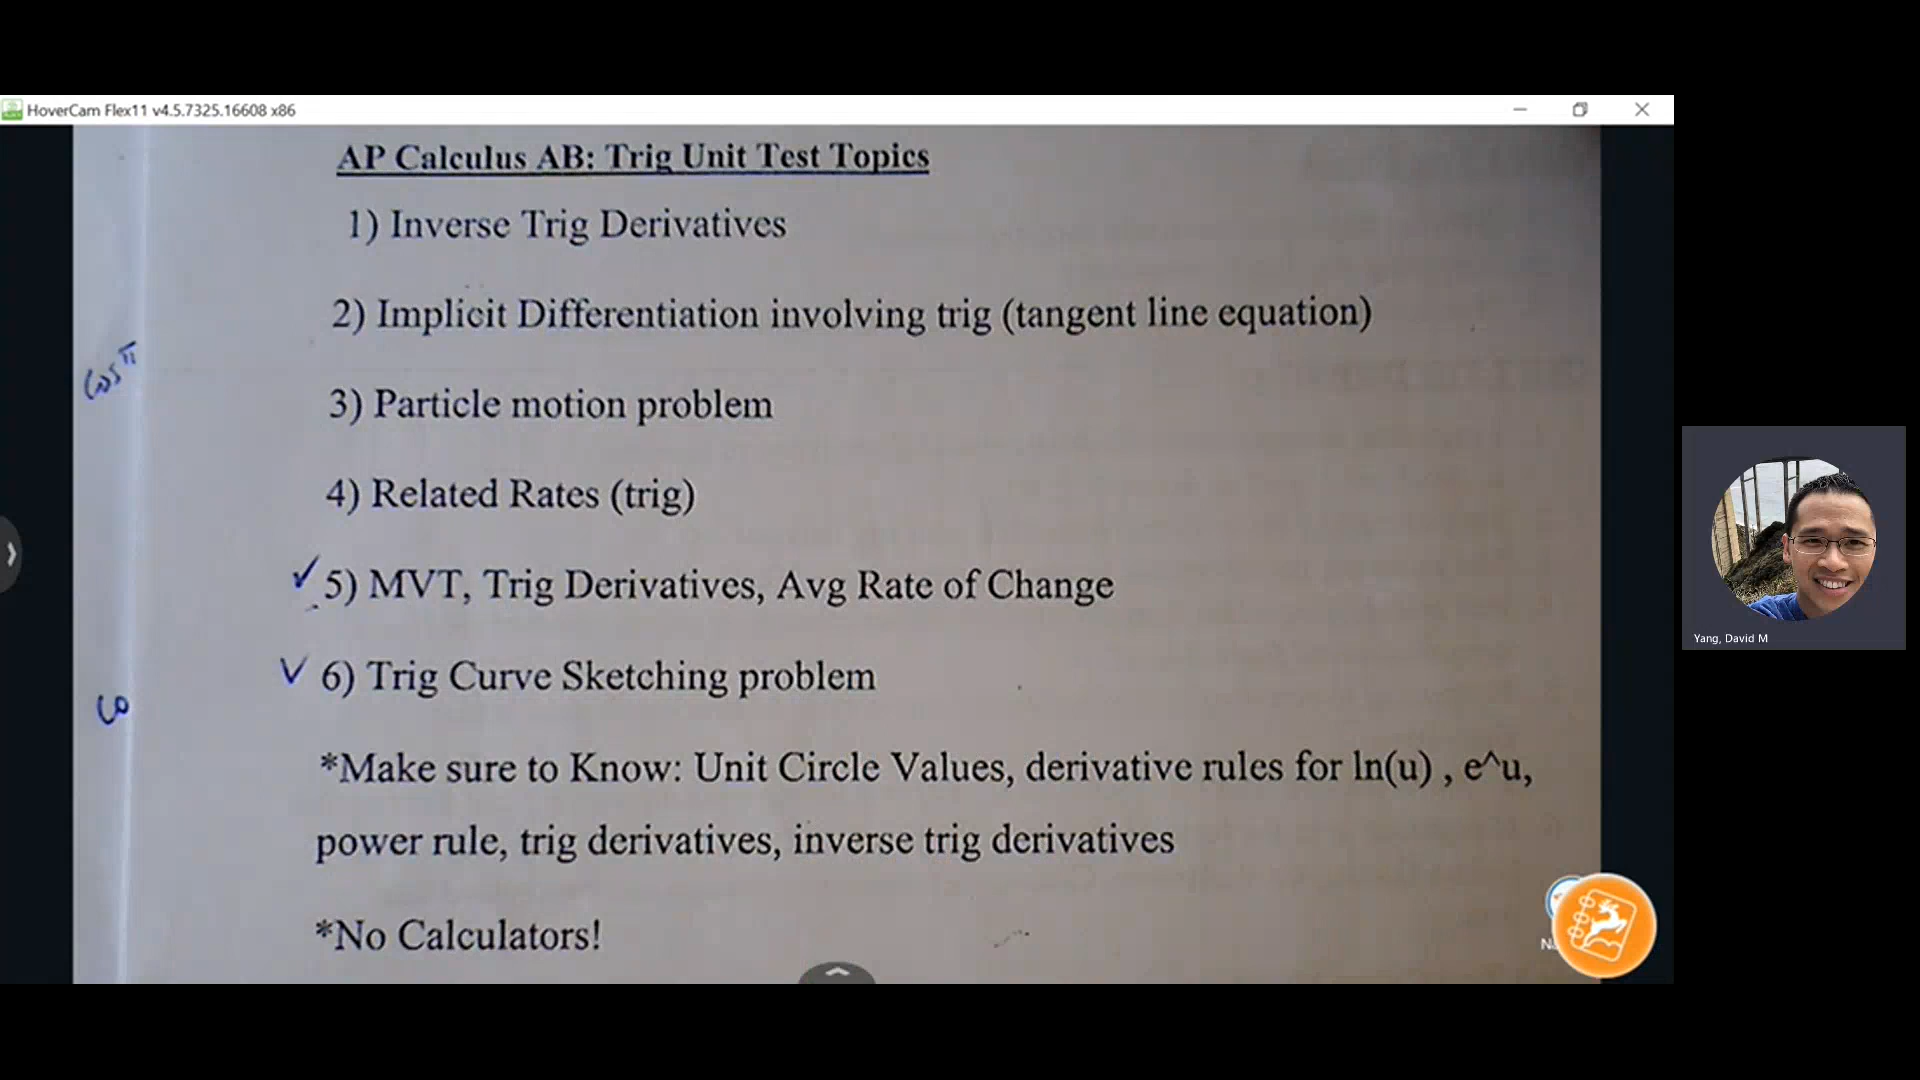 HoverCam Flex11 v4.5.7325.16608 x86
AP Calculus AB: Trig Unit Test Topics
1) Inverse Trig Derivatives
2) Implicit Differentiation involving trig (tangent line equation)
cos π
3) Particle motion problem
4) Related Rates (trig)
✓ 5) MVT, Trig Derivatives, Avg Rate of Change
✓ 6) Trig Curve Sketching problem
co
*Make sure to Know: Unit Circle Values, derivative rules for ln(u) , e^u,
power rule, trig derivatives, inverse trig derivatives
*No Calculators!
Yang, David M